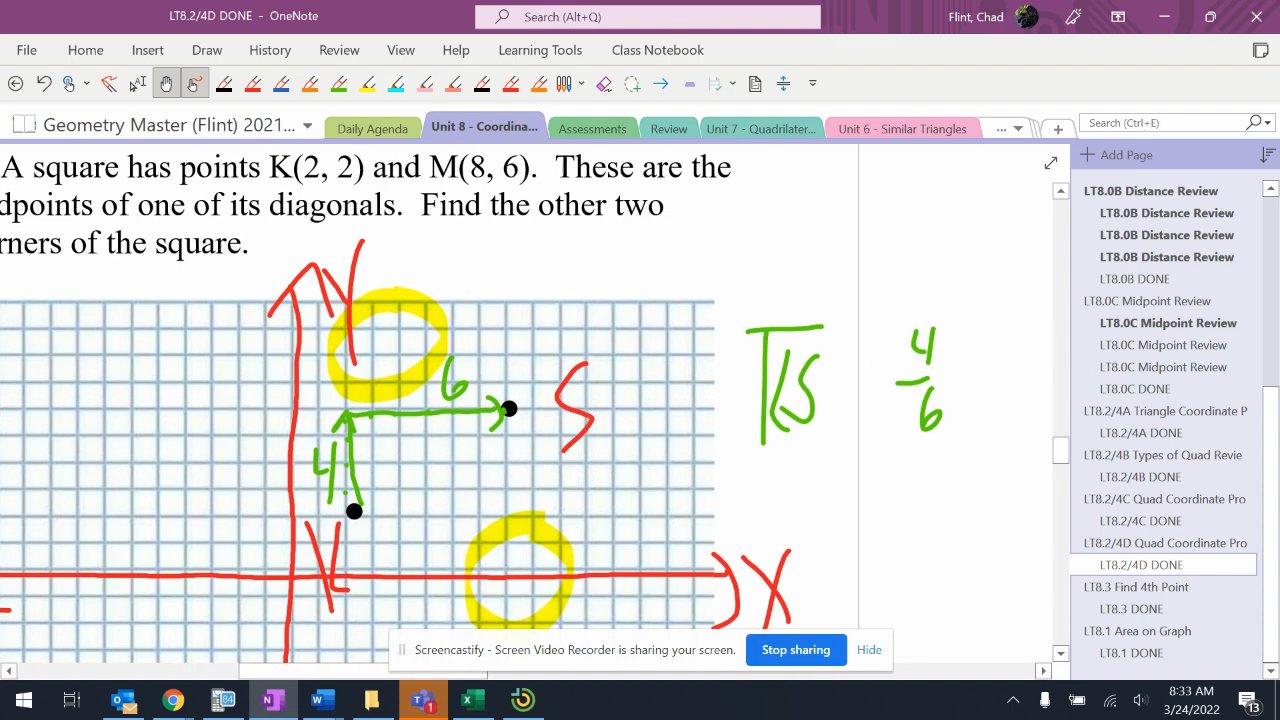 LT8.2/4D DONE - OneNote
Search (Alt+Q)
Flint, Chad
File Home Insert Draw History Review View Help Learning Tools Class Notebook
Geometry Master (Flint) 2021...
Daily Agenda
Unit 8 - Coordina...
Assessments
Review
Unit 7 - Quadrilater...
Unit 6 - Similar Triangles
...
Search (Ctrl+E)
A square has points K(2, 2) and M(8, 6). These are the
dpoints of one of its diagonals. Find the other two
rners of the square.
6
4
4
6
X
Add Page
LT8.0B Distance Review
LT8.0B Distance Review
LT8.0B Distance Review
LT8.0B Distance Review
LT8.0B DONE
LT8.0C Midpoint Review
LT8.0C Midpoint Review
LT8.0C Midpoint Review
LT8.0C Midpoint Review
LT8.0C DONE
LT8.2/4A Triangle Coordinate P
LT8.2/4A DONE
LT8.2/4B Types of Quad Revie
LT8.2/4B DONE
LT8.2/4C Quad Coordinate Pro
LT8.2/4C DONE
LT8.2/4D Quad Coordinate Pro
LT8.2/4D DONE
LT8.3 Find 4th Point
LT8.3 DONE
LT8.1 Area on Graph
LT8.1 DONE
Screencastify - Screen Video Recorder is sharing your screen.
Stop sharing
Hide
8:33 AM
3/24/2022
13